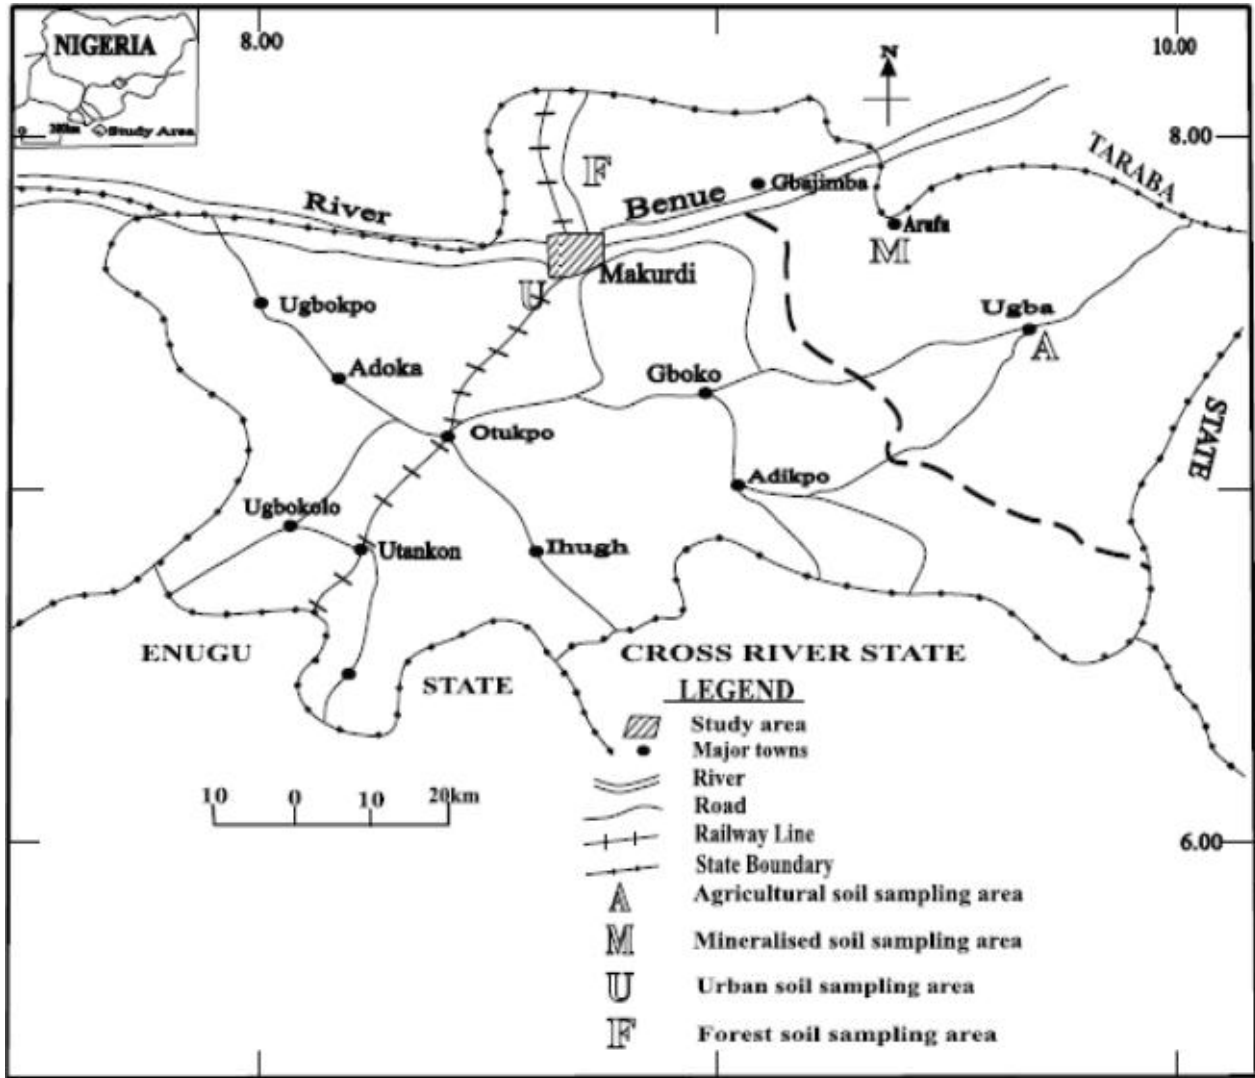 NIGERIA
0 200km Study Area
8.00
10.00
N
8.00
TARABA
F
River
Benue
Gbajimba
Arafa
M
Makurdi
U
Ugbokpo
Ugba
A
Adoka
Gboko
STATE
Otukpo
Adikpo
Ugbokolo
Utankon
Ihugh
ENUGU
STATE
CROSS RIVER STATE
LEGEND
Study area
Major towns
River
Road
Railway Line
State Boundary
A Agricultural soil sampling area
M Mineralised soil sampling area
U Urban soil sampling area
F Forest soil sampling area
10 0 10 20km
6.00